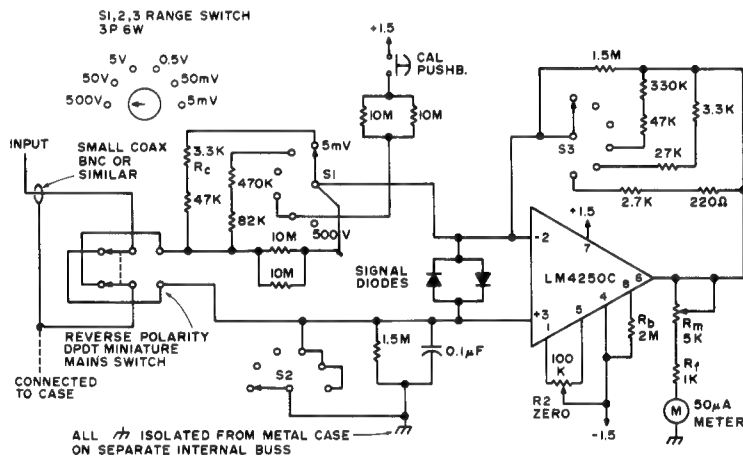 S1,2,3 RANGE SWITCH
3P 6W
5V
0.5V
50V
50mV
500V
5mV
+1.5
CAL
PUSHB.
10M
10M
1.5M
330K
3.3K
47K
S3
27K
2.7K
220Ω
INPUT
SMALL COAX
BNC OR
SIMILAR
3.3K
Rc
47K
470K
82K
5mV
S1
500V
10M
10M
SIGNAL
DIODES
+1.5
-2
7
LM4250C
6
+3
1
5
4
8
100
K
R2
ZERO
Rb
2M
-1.5
Rm
5K
Rf
1K
M
50μA
METER
REVERSE POLARITY
DPDT MINIATURE
MAINS SWITCH
CONNECTED
TO CASE
S2
1.5M
0.1μF
ALL ISOLATED FROM METAL CASE
ON SEPARATE INTERNAL BUSS